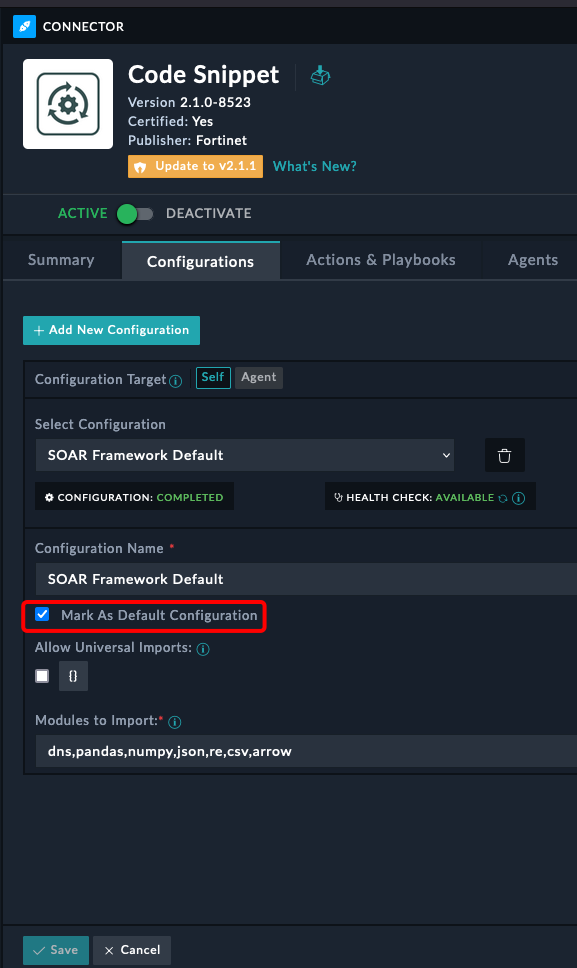 CONNECTOR
Code Snippet
Version 2.1.0-8523
Certified: Yes
Publisher: Fortinet
Update to v2.1.1 What's New?
ACTIVE DEACTIVATE
Summary Configurations Actions & Playbooks Agents
+ Add New Configuration
Configuration Target Self Agent
Select Configuration
SOAR Framework Default
CONFIGURATION: COMPLETED HEALTH CHECK: AVAILABLE
Configuration Name *
SOAR Framework Default
Mark As Default Configuration
Allow Universal Imports:
{}
Modules to Import:*
dns,pandas,numpy,json,re,csv,arrow
Save Cancel